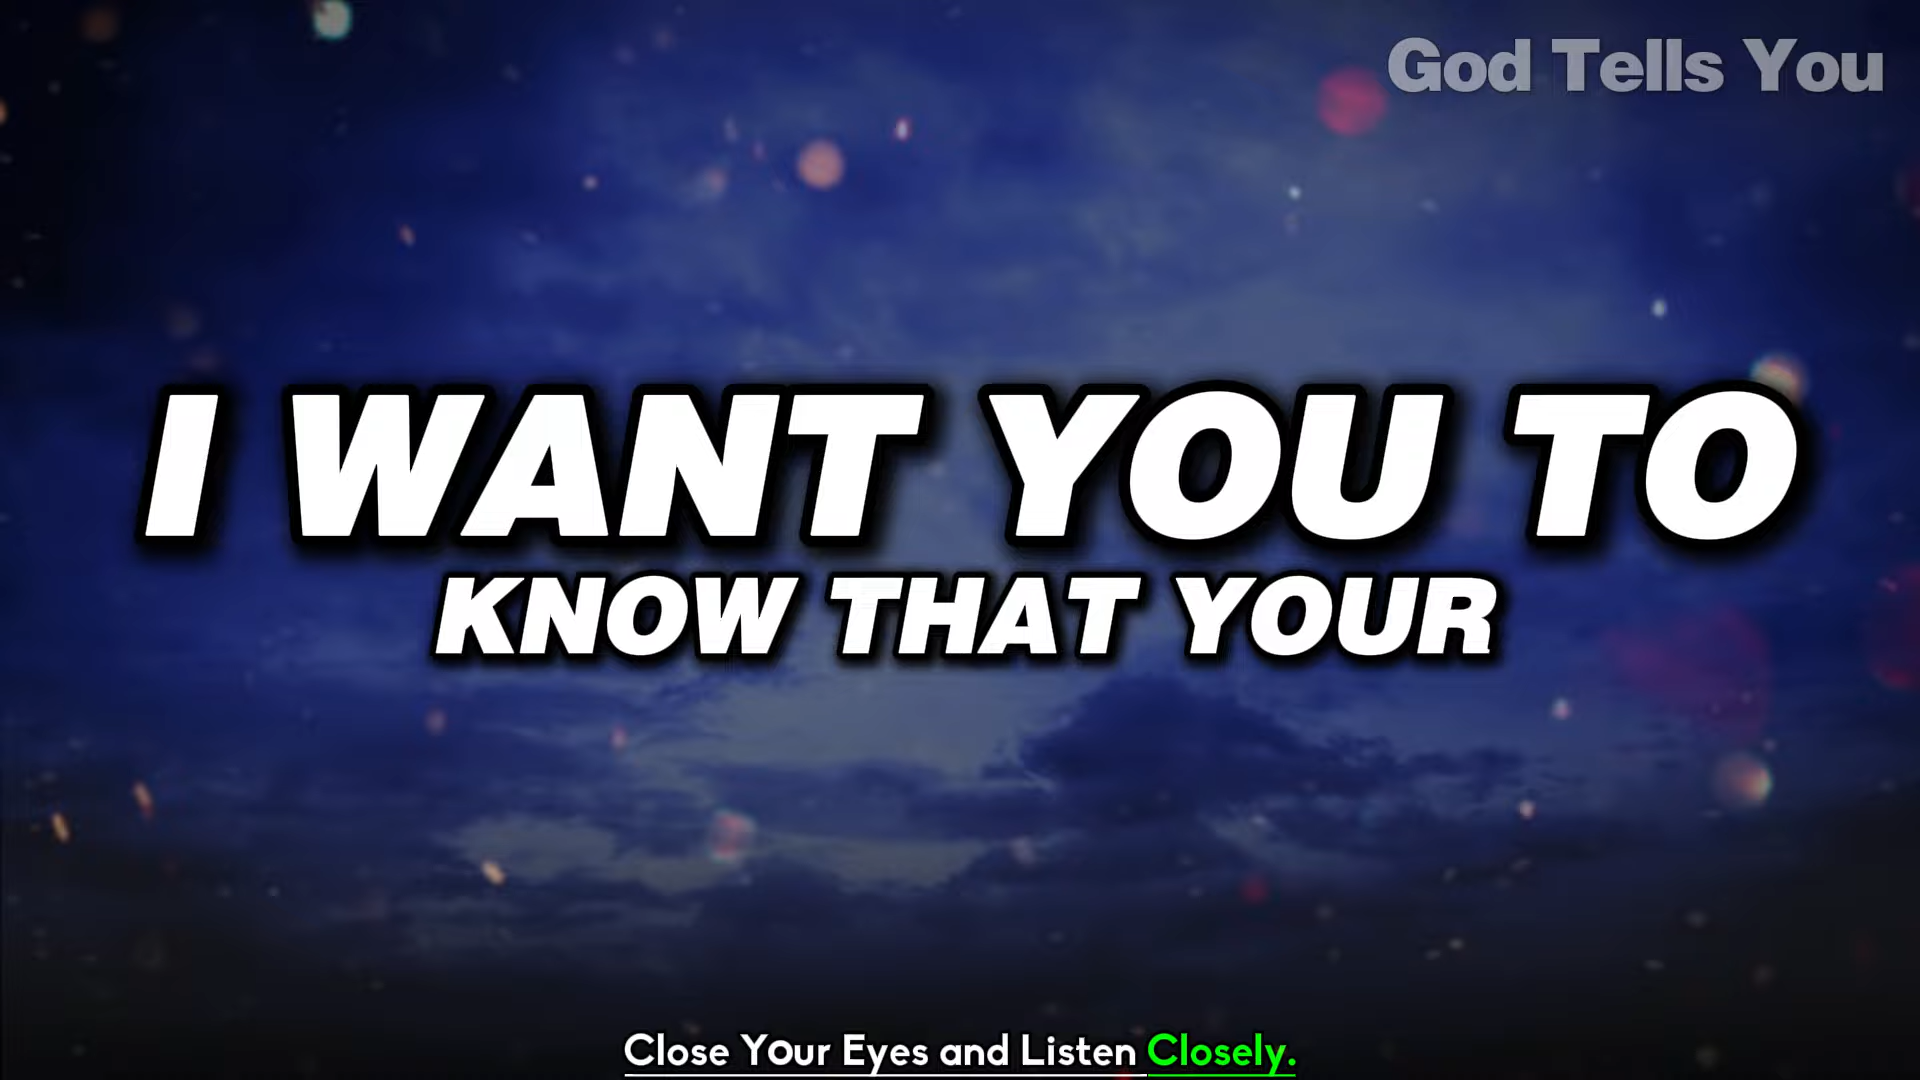 God Tells You
I WANT YOU TO
KNOW THAT YOUR
Close Your Eyes and Listen Closely.